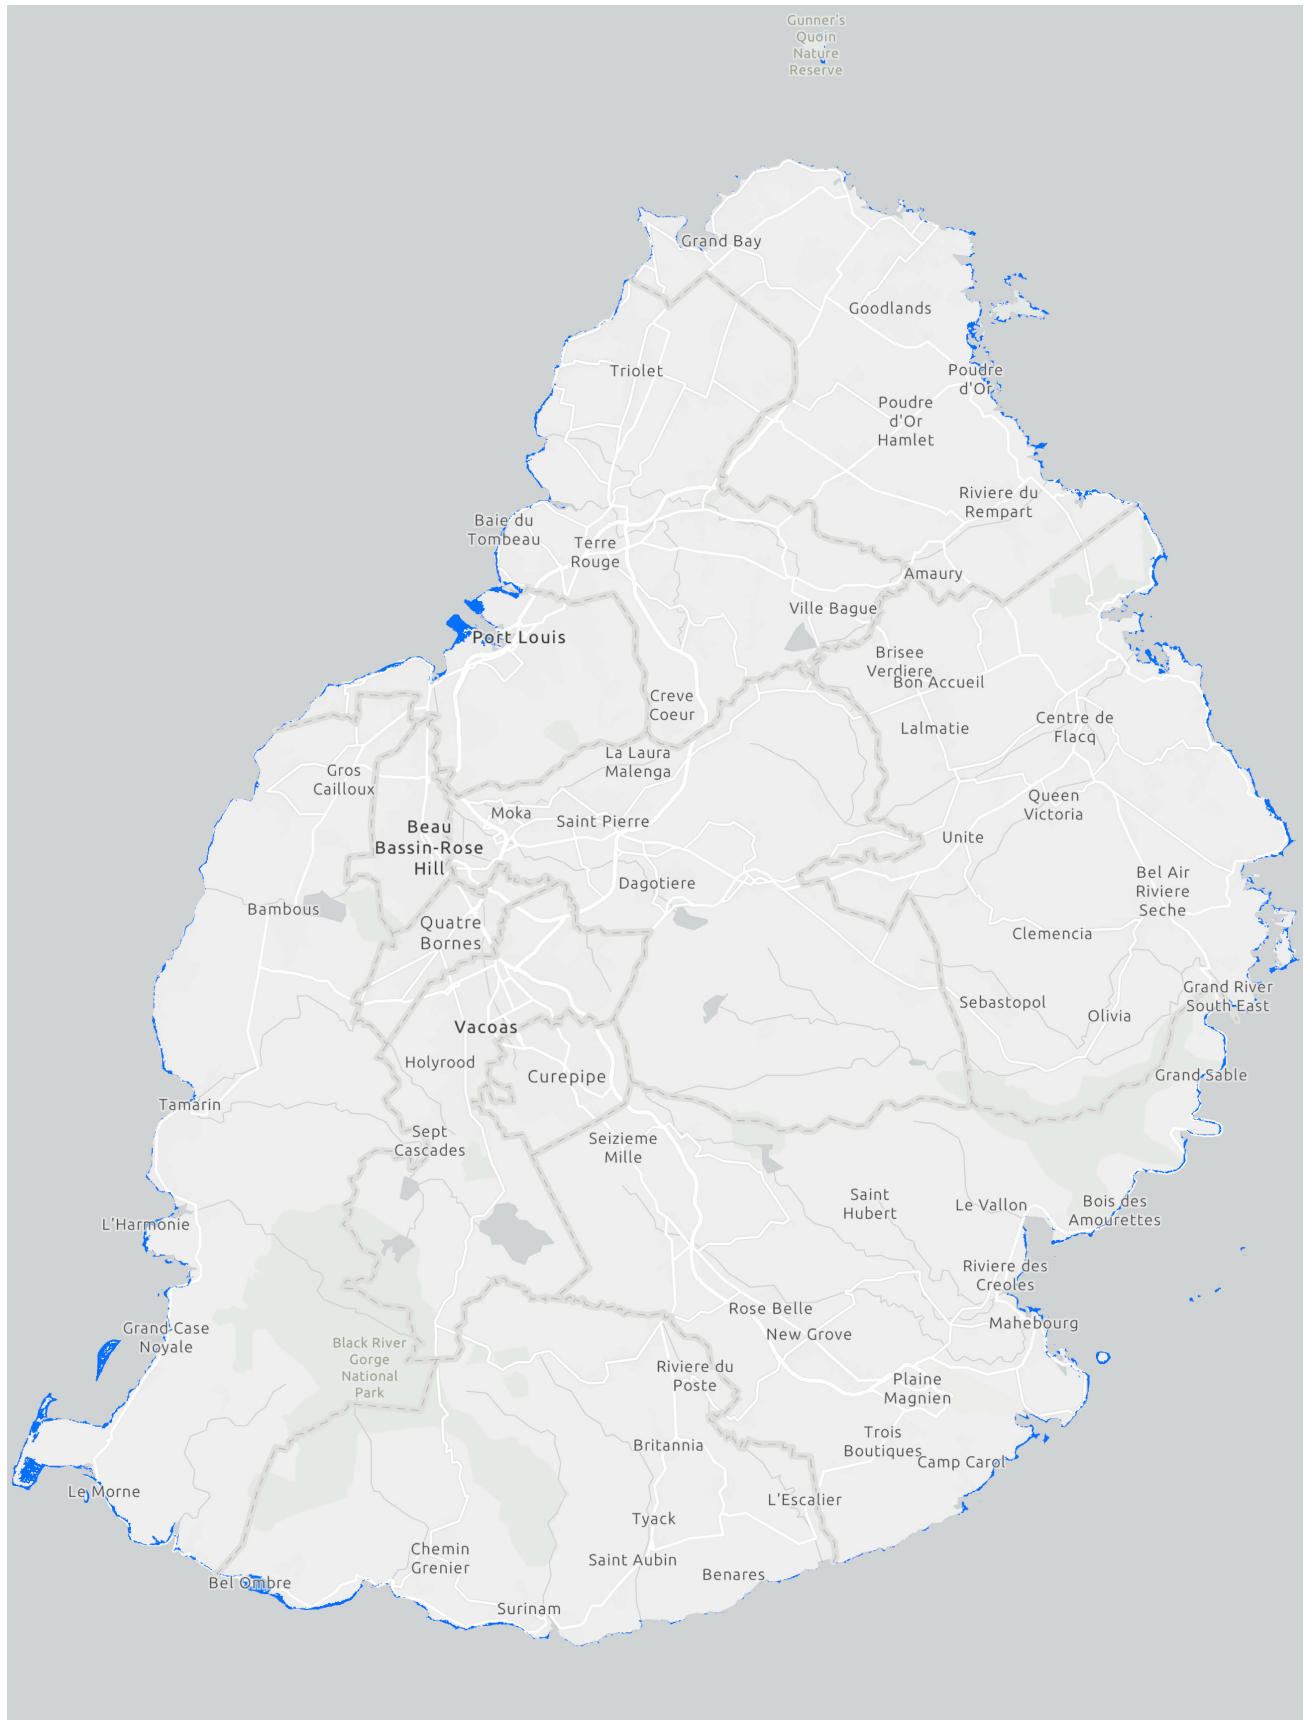 Gunner's
Quoin
Nature
Reserve
Grand Bay
Goodlands
Triolet
Poudre
d'Or
Poudre
d'Or
Hamlet
Riviere du
Rempart
Baie du
Tombeau
Terre
Rouge
Amaury
Ville Bague
Port Louis
Brisee
Verdiere
Bon Accueil
Creve
Coeur
Lalmatie
Centre de
Flacq
La Laura
Malenga
Gros
Cailloux
Queen
Victoria
Moka
Saint Pierre
Beau
Bassin-Rose
Hill
Unite
Dagotiere
Bel Air
Riviere
Seche
Bambous
Quatre
Bornes
Clemencia
Grand River
South-East
Sebastopol
Olivia
Vacoas
Holyrood
Curepipe
Grand Sable
Tamarin
Sept
Cascades
Seizieme
Mille
Saint
Hubert
Le Vallon
Bois des
Amourettes
L'Harmonie
Riviere des
Creoles
Rose Belle
New Grove
Mahebourg
Grand Case
Noyale
Black River
Gorge
National
Park
Riviere du
Poste
Plaine
Magnien
Trois
Boutiques
Camp Carol
Britannia
Le Morne
L'Escalier
Tyack
Chemin
Grenier
Saint Aubin
Benares
Bel Ombre
Surinam